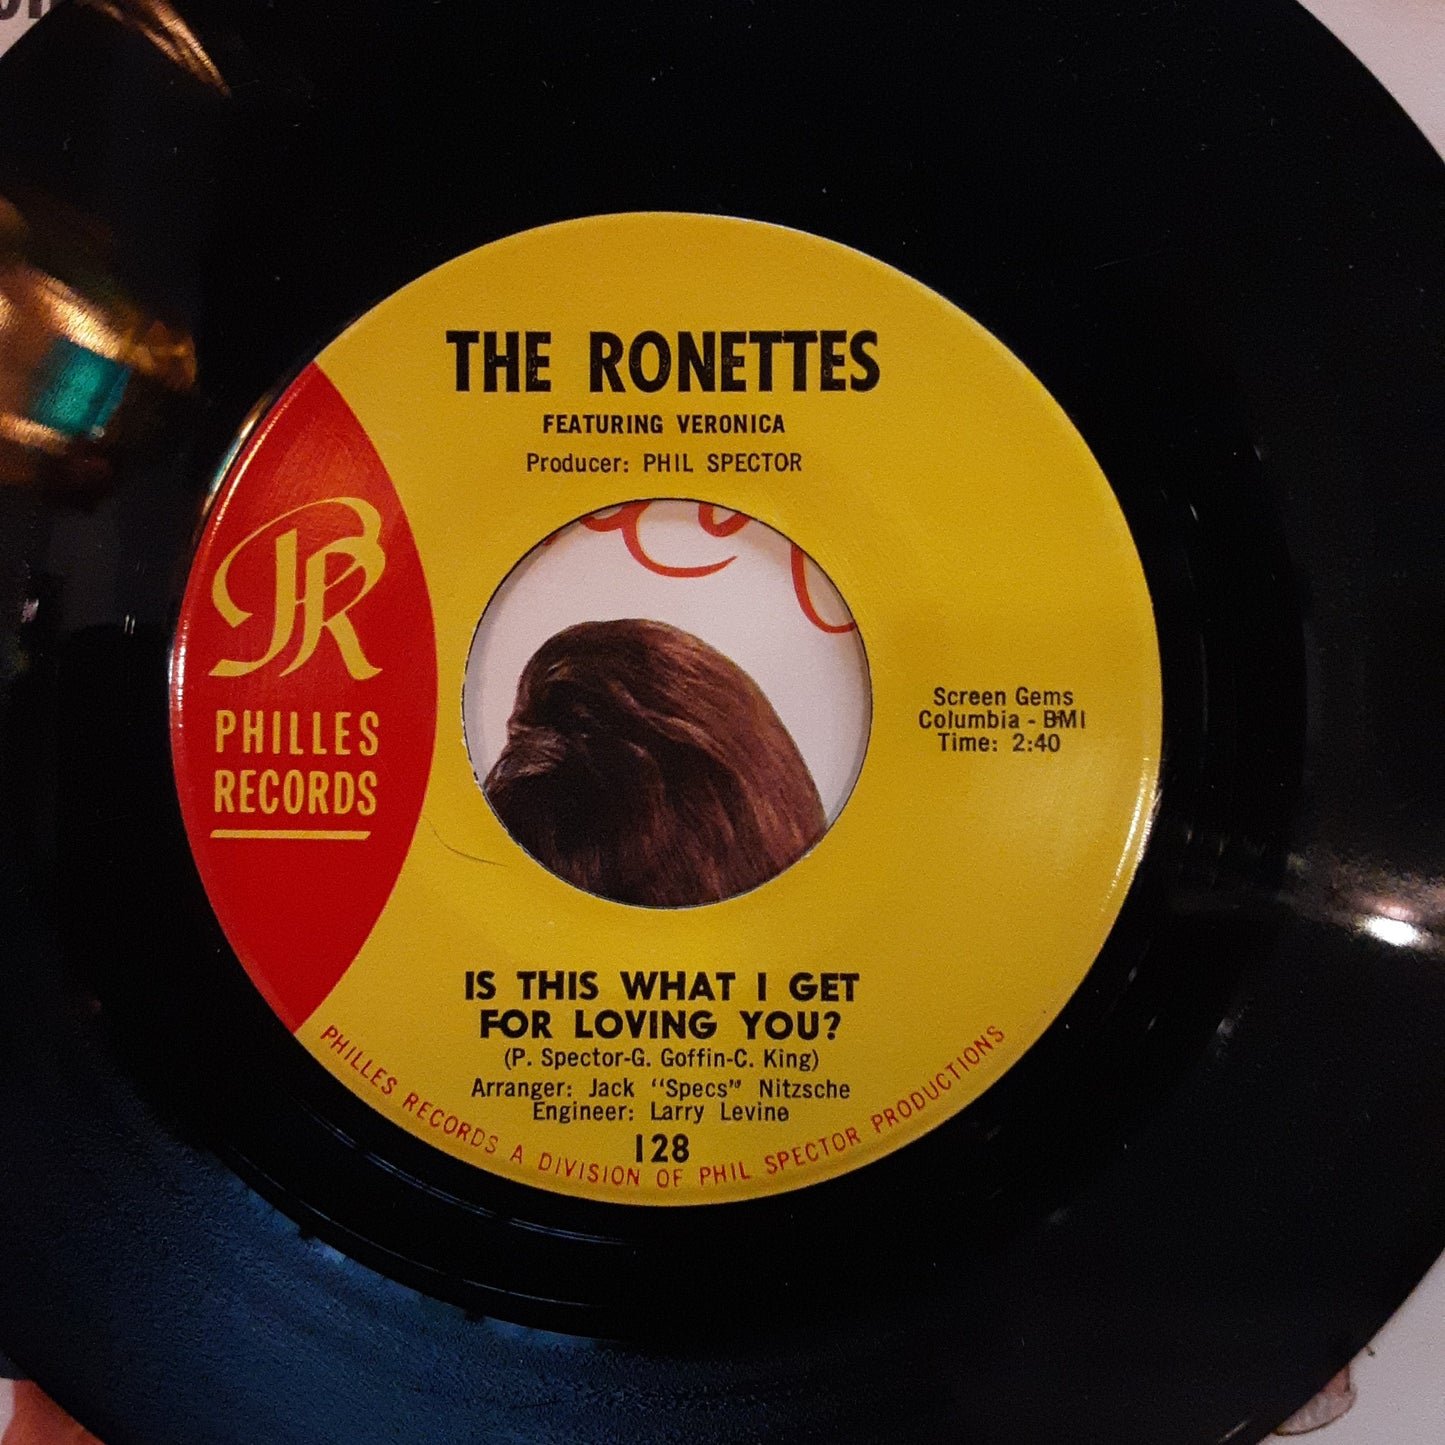 THE RONETTES
FEATURING VERONICA
Producer: PHIL SPECTOR
PR
PHILLES
RECORDS
Screen Gems
Columbia - BMI
Time: 2:40
IS THIS WHAT I GET
FOR LOVING YOU?
(P. Spector-G. Goffin-C. King)
Arranger: Jack "Specs" Nitzsche
Engineer: Larry Levine
128
PHILLES RECORDS A DIVISION OF PHIL SPECTOR PRODUCTIONS